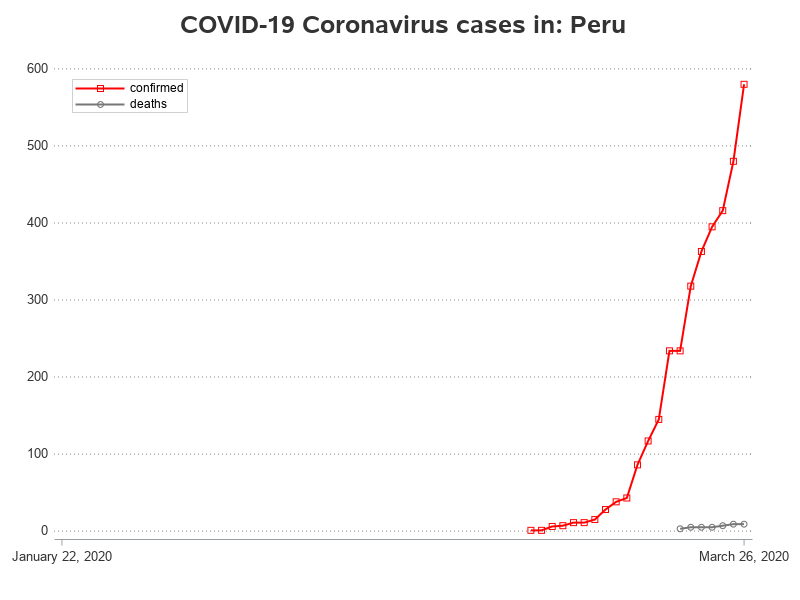 COVID-19 Coronavirus cases in: Peru
600
confirmed
deaths
500
400
300
200
100
0
January 22, 2020
March 26, 2020